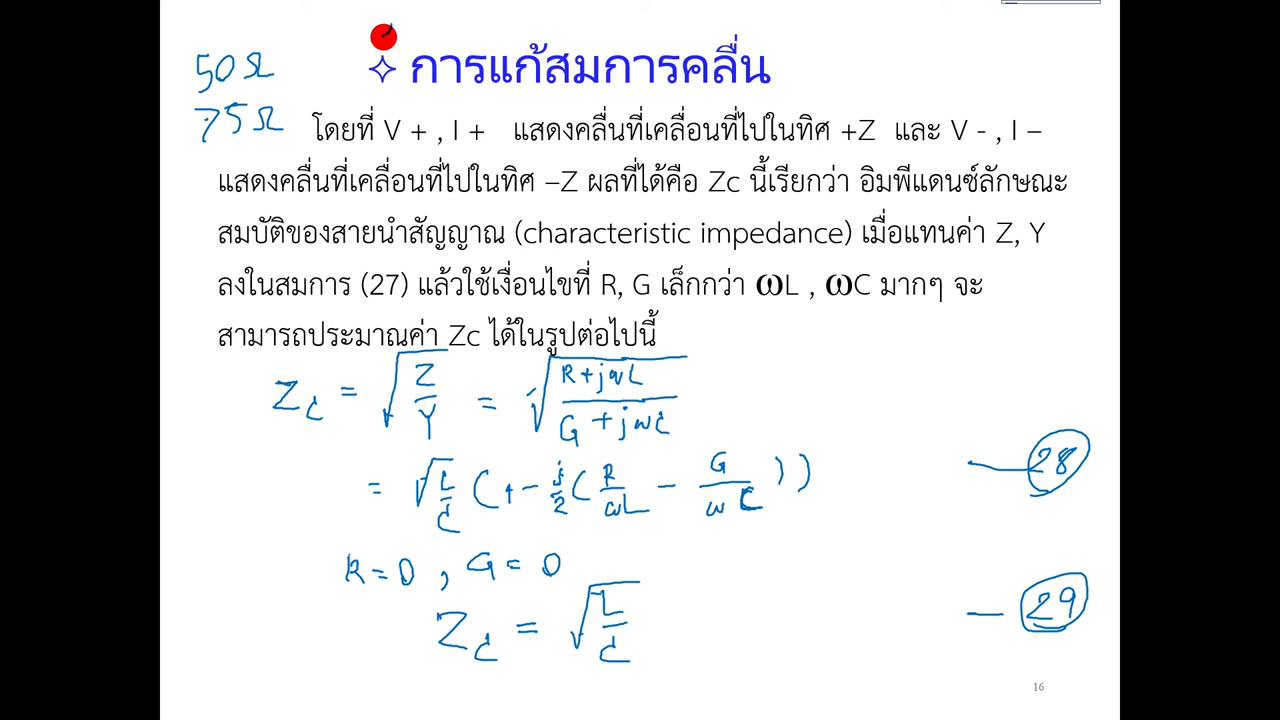 50Ω
75Ω
✧ การแก้สมการคลื่น
โดยที่ V + , I + แสดงคลื่นที่เคลื่อนที่ไปในทิศ +Z และ V - , I –
แสดงคลื่นที่เคลื่อนที่ไปในทิศ –Z ผลที่ได้คือ Zc นี้เรียกว่า อิมพีแดนซ์ลักษณะ
สมบัติของสายนำสัญญาณ (characteristic impedance) เมื่อแทนค่า Z, Y
ลงในสมการ (27) แล้วใช้เงื่อนไขที่ R, G เล็กกว่า ωL , ωC มากๆ จะ
สามารถประมาณค่า Zc ได้ในรูปต่อไปนี้
Zc = √(Z/Y) = √((R+jωL)/(G+jωC))
= √(L/C) (1 - j/2 (R/ωL - G/ωC)) — 28
R = 0 , G = 0
Zc = √(L/C) — 29
16